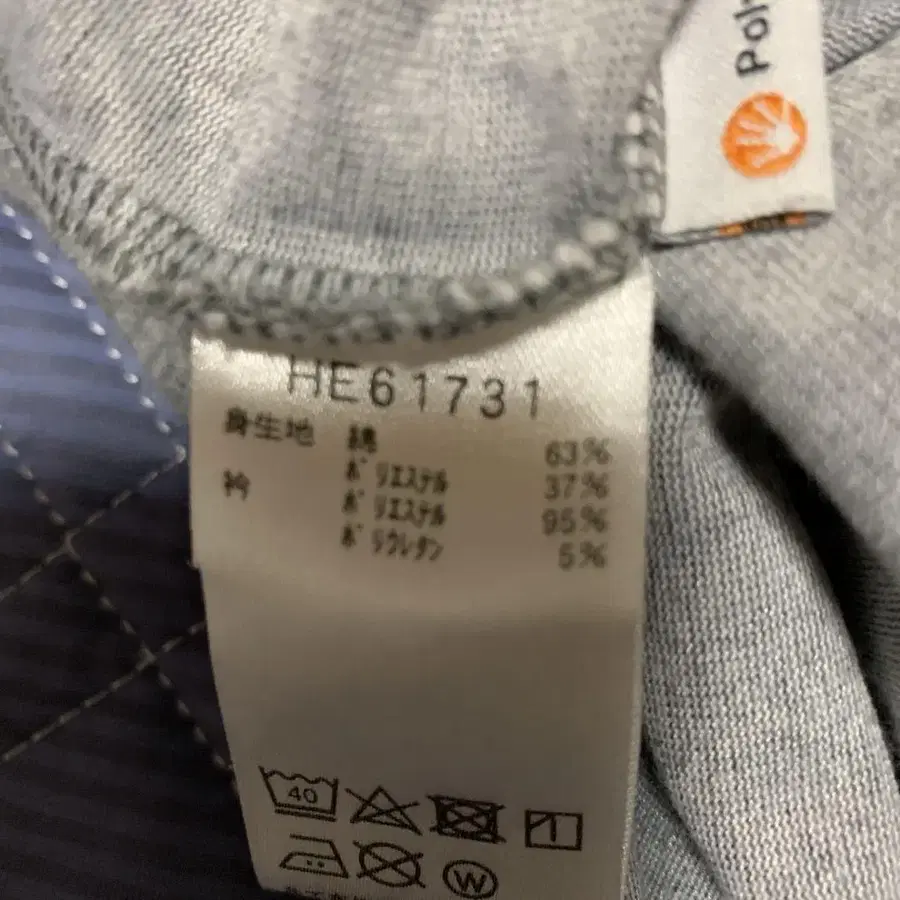 Pol
HE61731
身生地 綿 63%
ポリエステル 37%
衿 ポリエステル 95%
ポリウレタン 5%
40
W